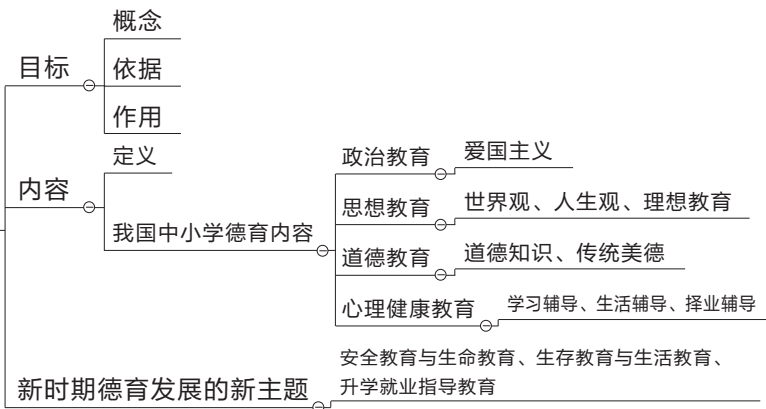 目标
概念
依据
作用
内容
定义
我国中小学德育内容
政治教育
爱国主义
思想教育
世界观、人生观、理想教育
道德教育
道德知识、传统美德
心理健康教育
学习辅导、生活辅导、择业辅导
新时期德育发展的新主题
安全教育与生命教育、生存教育与生活教育、
升学就业指导教育